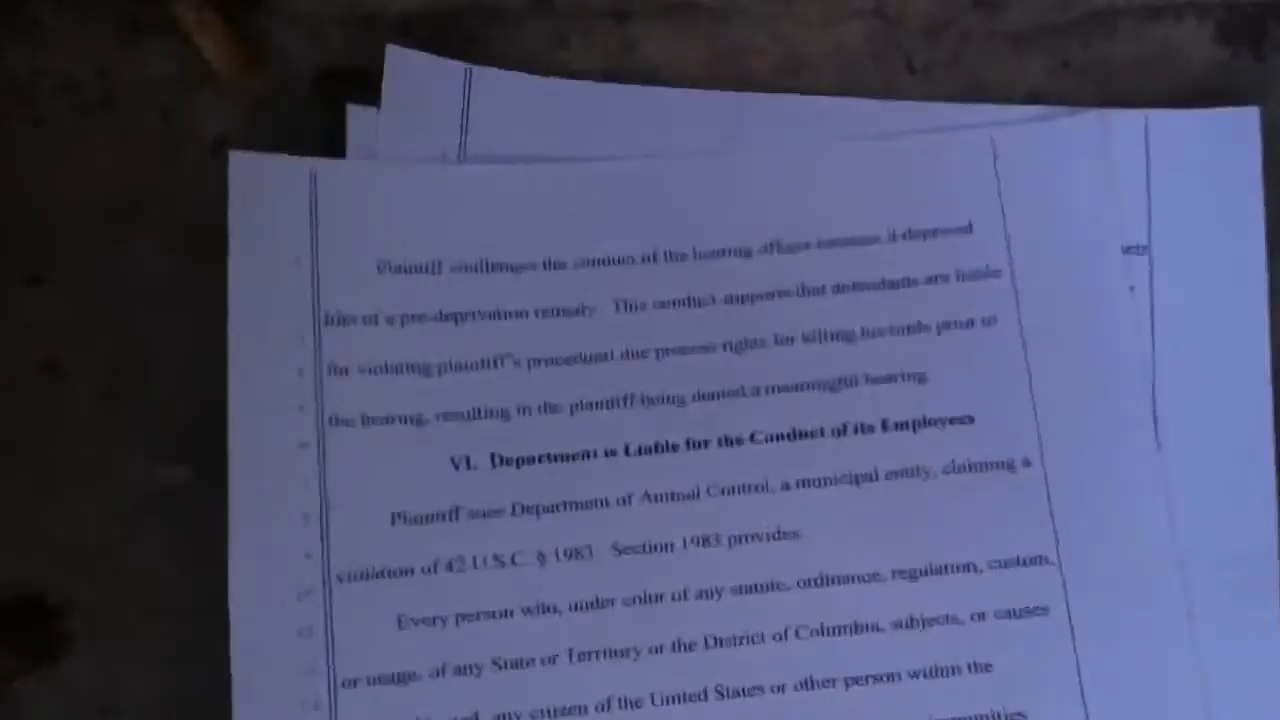 Plaintiff challenges the conduct of the hearing officer because it deprived
him of a pre-deprivation remedy. This conduct supports that defendants are liable
for violating plaintiff's procedural due process rights for killing his birds prior to
the hearing, resulting in the plaintiff being denied a meaningful hearing.
VI. Department is Liable for the Conduct of its Employees
Plaintiff sues Department of Animal Control, a municipal entity, claiming a
violation of 42 U.S.C. § 1983. Section 1983 provides:
Every person who, under color of any statute, ordinance, regulation, custom,
or usage, of any State or Territory or the District of Columbia, subjects, or causes
any citizen of the United States or other person within the